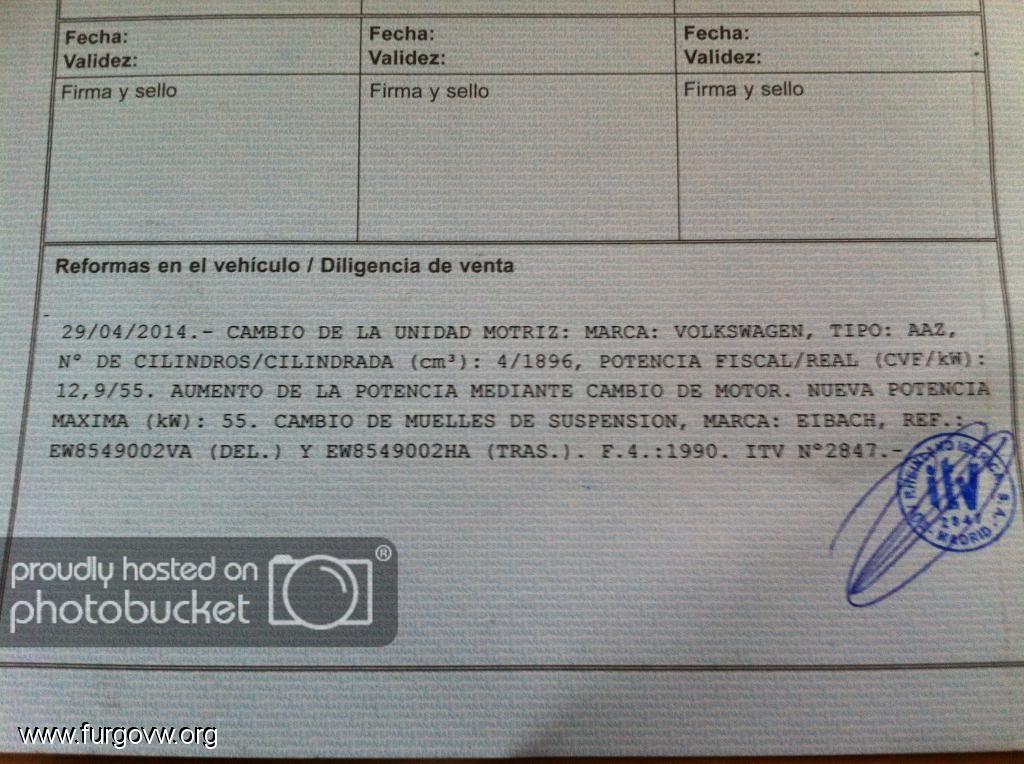 Fecha:
Validez:
Fecha:
Validez:
Fecha:
Validez:
Firma y sello
Firma y sello
Firma y sello
Reformas en el vehículo / Diligencia de venta
29/04/2014.- CAMBIO DE LA UNIDAD MOTRIZ: MARCA: VOLKSWAGEN, TIPO: AAZ,
Nº DE CILINDROS/CILINDRADA (cm³): 4/1896, POTENCIA FISCAL/REAL (CVF/kW):
12,9/55. AUMENTO DE LA POTENCIA MEDIANTE CAMBIO DE MOTOR. NUEVA POTENCIA
MAXIMA (kW): 55. CAMBIO DE MUELLES DE SUSPENSION, MARCA: EIBACH, REF.:
EW8549002VA (DEL.) Y EW8549002HA (TRAS.). F.4.:1990. ITV Nº2847.-
itv
2847
MADRID
proudly hosted on
photobucket
®
www.furgovw.org